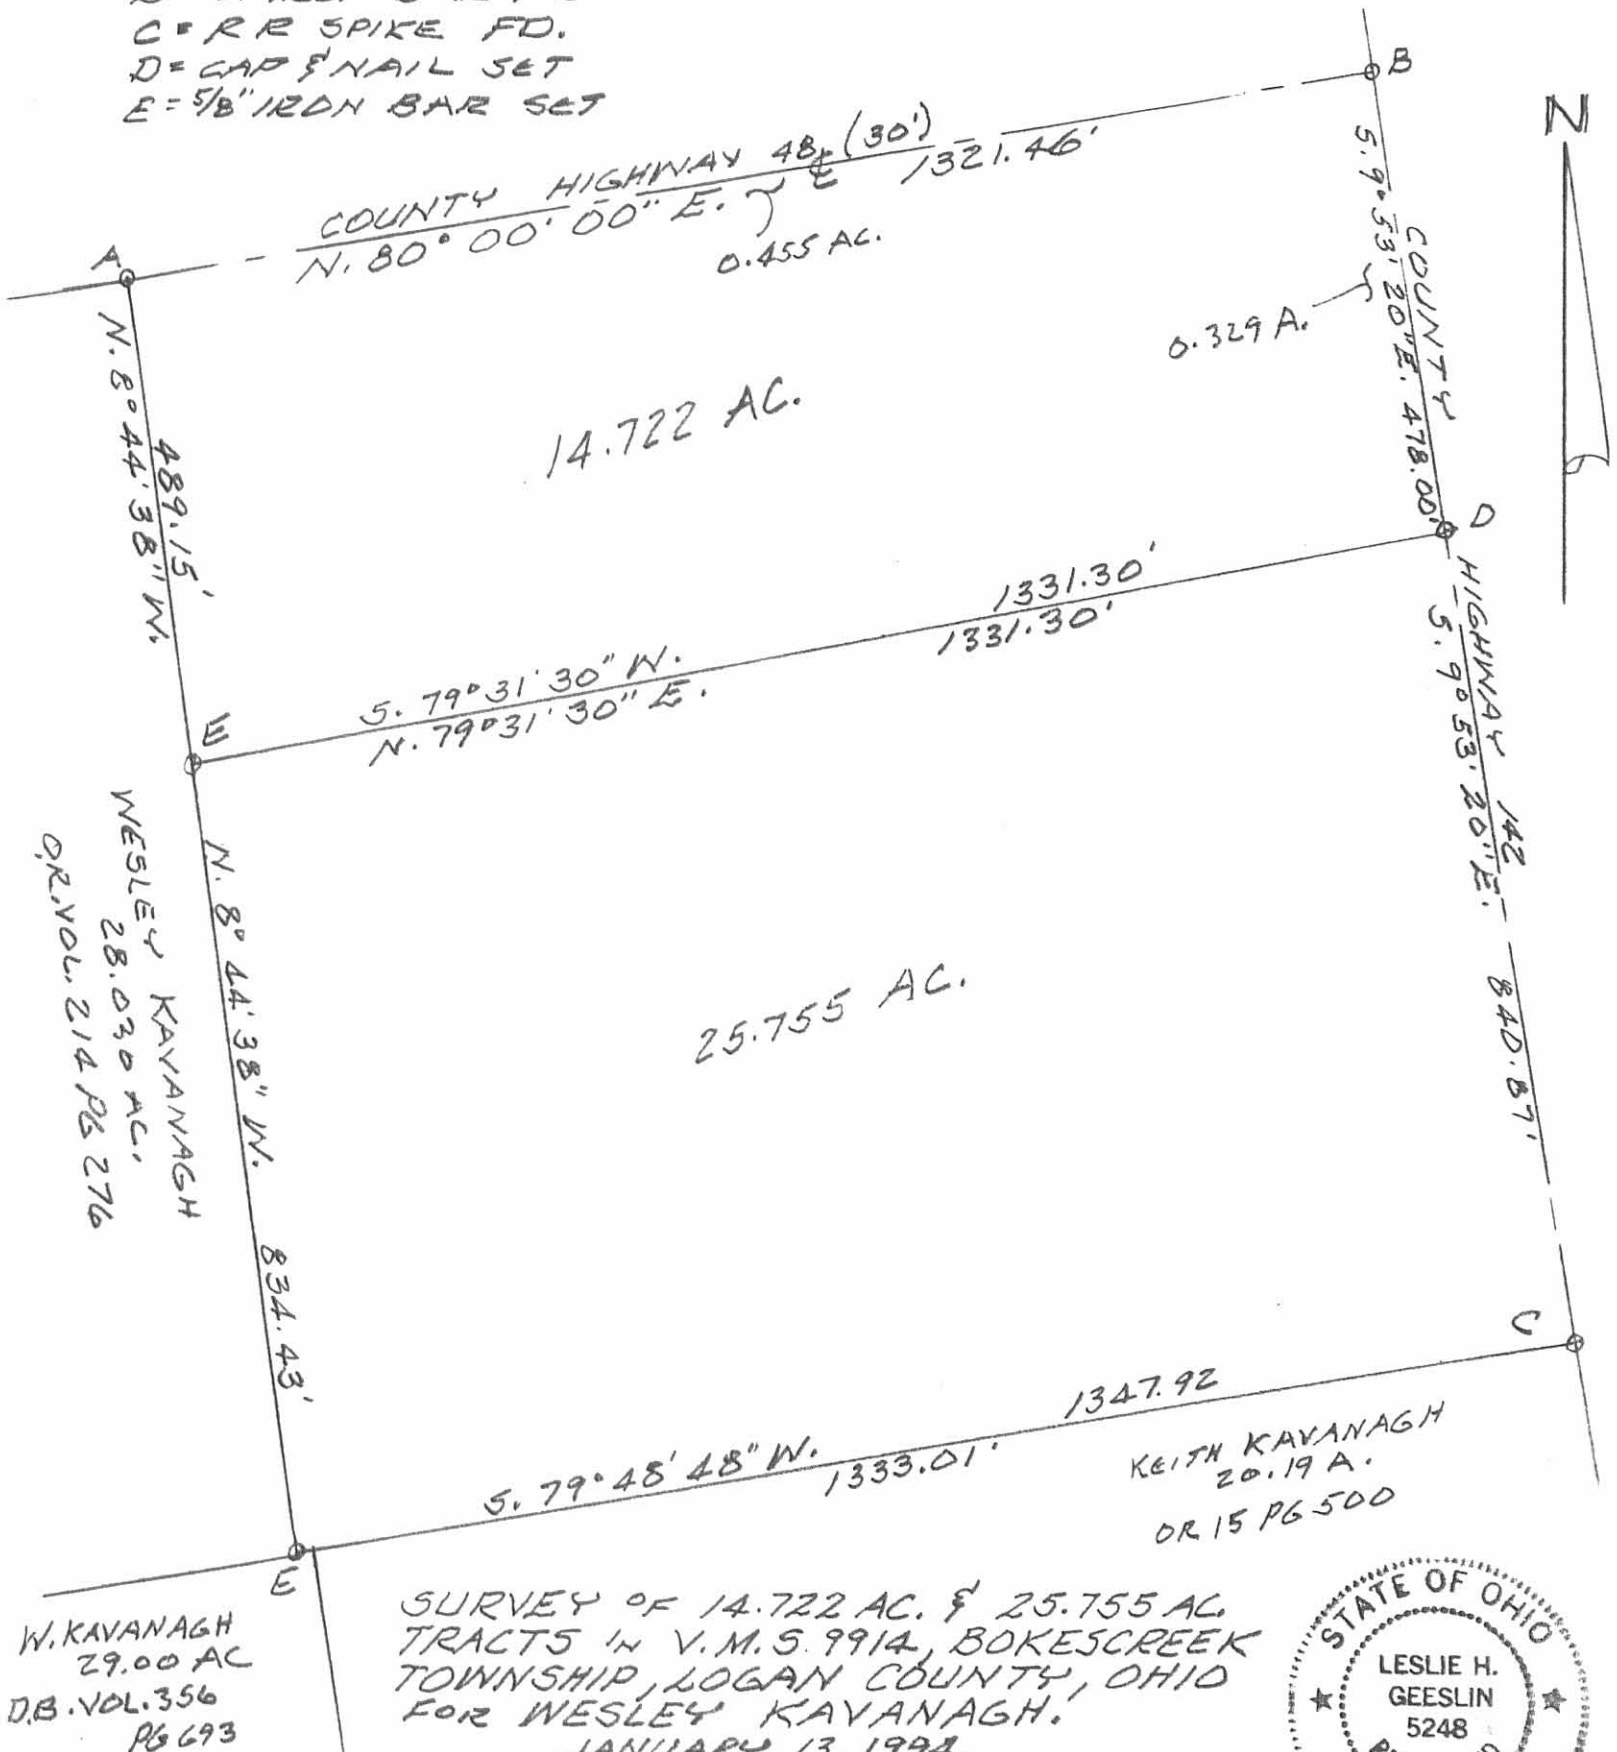 C = R R SPIKE FD.
D = CAP & NAIL SET
E = 5/8" IRON BAR SET
B
N
COUNTY HIGHWAY 48 ℄ (30')
N. 80° 00' 00" E. 1321.46'
0.455 AC.
A
S. 9° 53' 20" E. 478.00'
COUNTY
0.329 A.
14.722 AC.
N. 8° 44' 38" W.
489.15'
D
HIGHWAY 142
S. 9° 53' 20" E. 840.87'
1331.30'
1331.30'
S. 79° 31' 30" W.
N. 79° 31' 30" E.
E
WESLEY KAVANAGH
28.030 AC.
O.R. VOL. 214 PG 276
N. 8° 44' 38" W. 834.43'
25.755 AC.
C
1347.92
S. 79° 48' 48" W. 1333.01'
KEITH KAVANAGH
20.19 A.
OR 15 PG 500
E
W. KAVANAGH
29.00 AC
D.B. VOL. 356
PG 693
SURVEY OF 14.722 AC. & 25.755 AC.
TRACTS IN V.M.S. 9914, BOKESCREEK
TOWNSHIP, LOGAN COUNTY, OHIO
FOR WESLEY KAVANAGH.
JANUARY 13, 1994
STATE OF OHIO
LESLIE H.
GEESLIN
5248